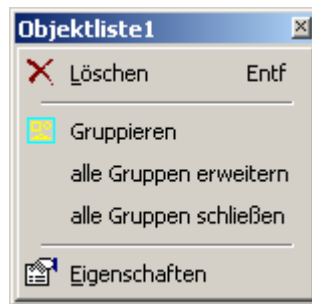 Objektliste1
Löschen Entf
Gruppieren
alle Gruppen erweitern
alle Gruppen schließen
Eigenschaften